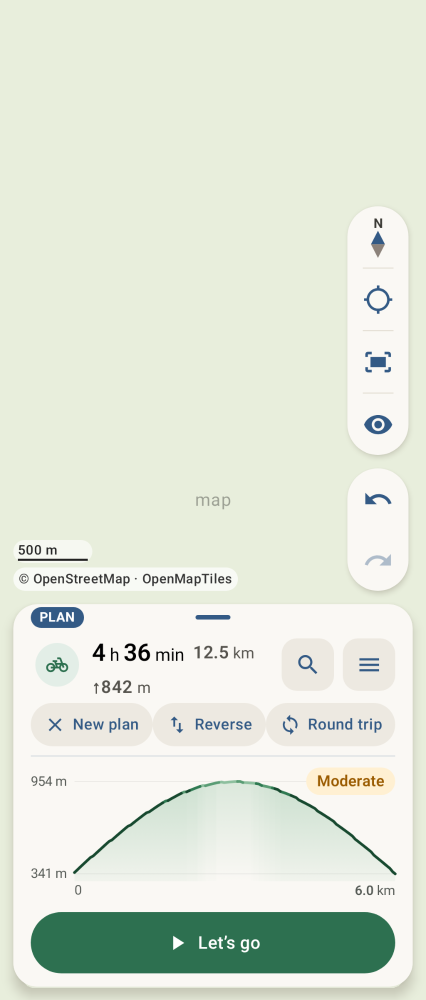 N
map
500 m
© OpenStreetMap · OpenMapTiles
PLAN
4 h 36 min 12.5 km
↑842 m
New plan Reverse Round trip
954 m Moderate
341 m
0 6.0 km
Let’s go